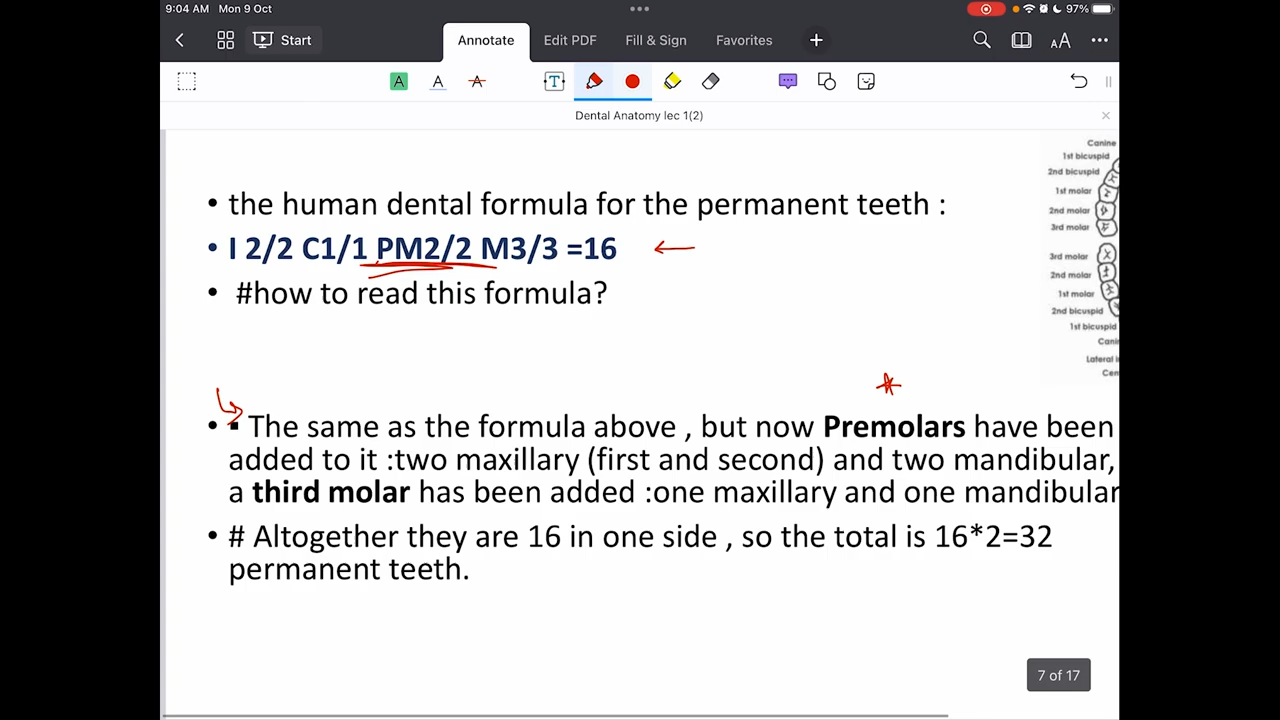 9:04 AM Mon 9 Oct
97%
Start
Annotate
Edit PDF
Fill & Sign
Favorites
AA
A A A T
Dental Anatomy lec 1(2)
• the human dental formula for the permanent teeth :
• I 2/2 C1/1 PM2/2 M3/3 =16
• #how to read this formula?
• ▪ The same as the formula above , but now Premolars have been
added to it :two maxillary (first and second) and two mandibular,
a third molar has been added :one maxillary and one mandibular
• # Altogether they are 16 in one side , so the total is 16*2=32
permanent teeth.
Canine
1st bicuspid
2nd bicuspid
1st molar
2nd molar
3rd molar
3rd molar
2nd molar
1st molar
2nd bicuspid
1st bicuspid
Cani
Lateral i
Cen
7 of 17